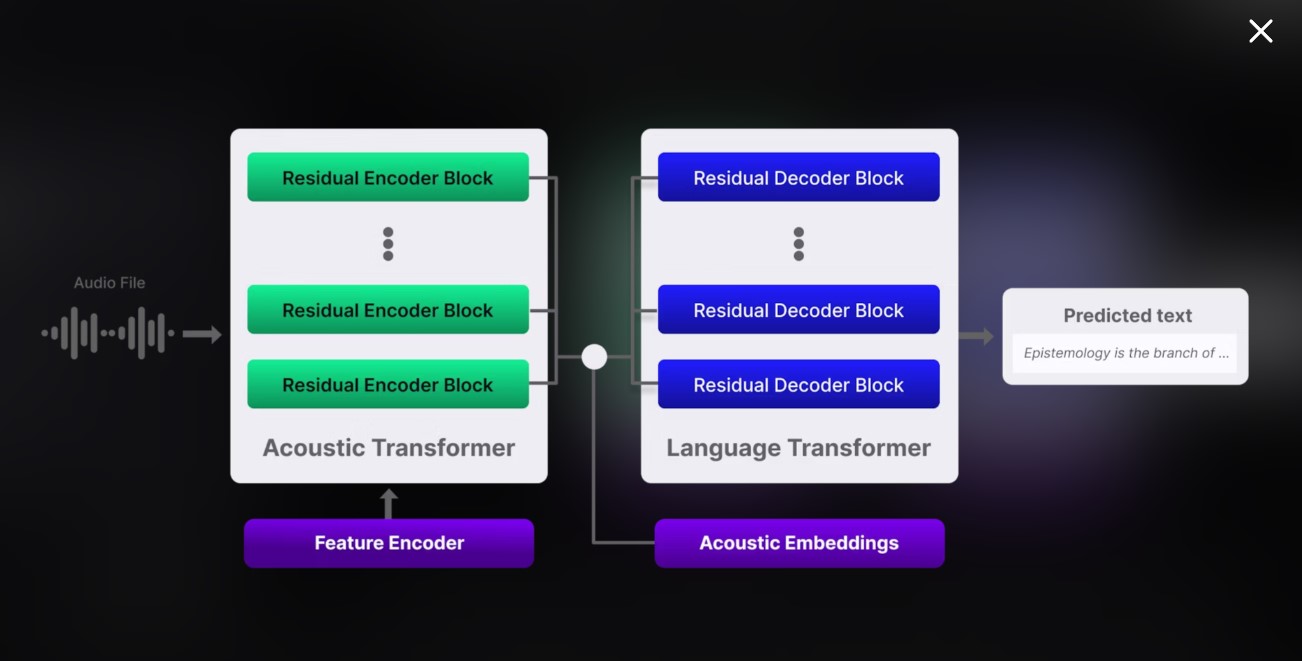 Audio File
Residual Encoder Block
Residual Encoder Block
Residual Encoder Block
Acoustic Transformer
Feature Encoder
Residual Decoder Block
Residual Decoder Block
Residual Decoder Block
Language Transformer
Acoustic Embeddings
Predicted text
Epistemology is the branch of ...